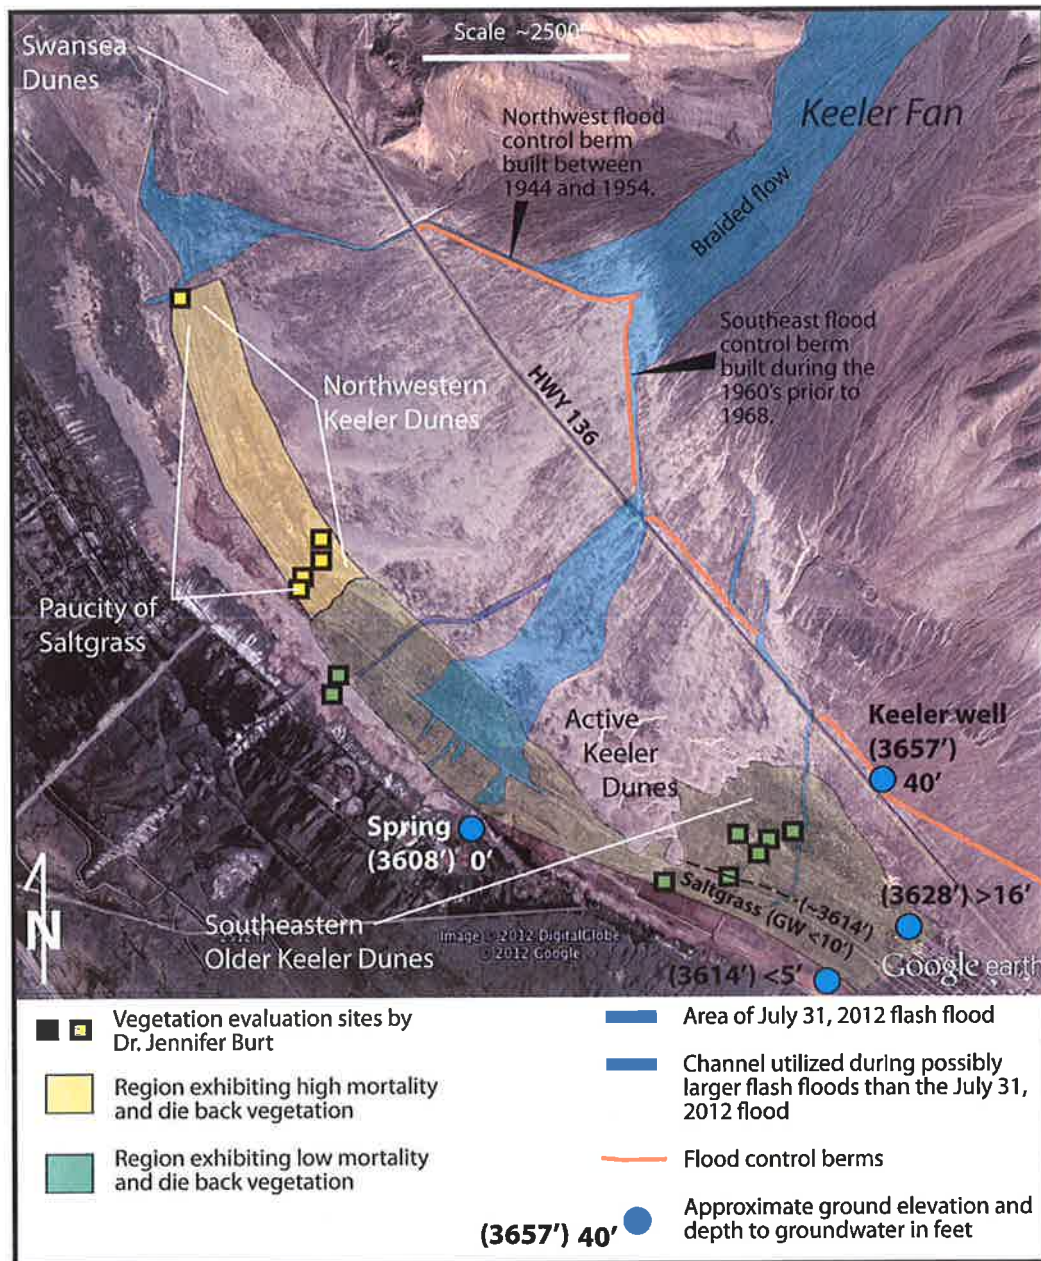 Swansea
Dunes
Scale ~2500'
Keeler Fan
Northwest flood
control berm
built between
1944 and 1954.
Braided flow
Southeast flood
control berm
built during the
1960's prior to
1968.
HWY 136
Northwestern
Keeler Dunes
Paucity of
Saltgrass
Active
Keeler
Dunes
Keeler well
(3657')
40'
Spring
(3608') 0'
Saltgrass (GW <10')
(~3614')
(3628') >16'
Southeastern
Older Keeler Dunes
N
Image © 2012 DigitalGlobe
© 2012 Google
(3614') <5'
Google earth
Vegetation evaluation sites by
Dr. Jennifer Burt
Region exhibiting high mortality
and die back vegetation
Region exhibiting low mortality
and die back vegetation
Area of July 31, 2012 flash flood
Channel utilized during possibly
larger flash floods than the July 31,
2012 flood
Flood control berms
Approximate ground elevation and
depth to groundwater in feet
(3657') 40'